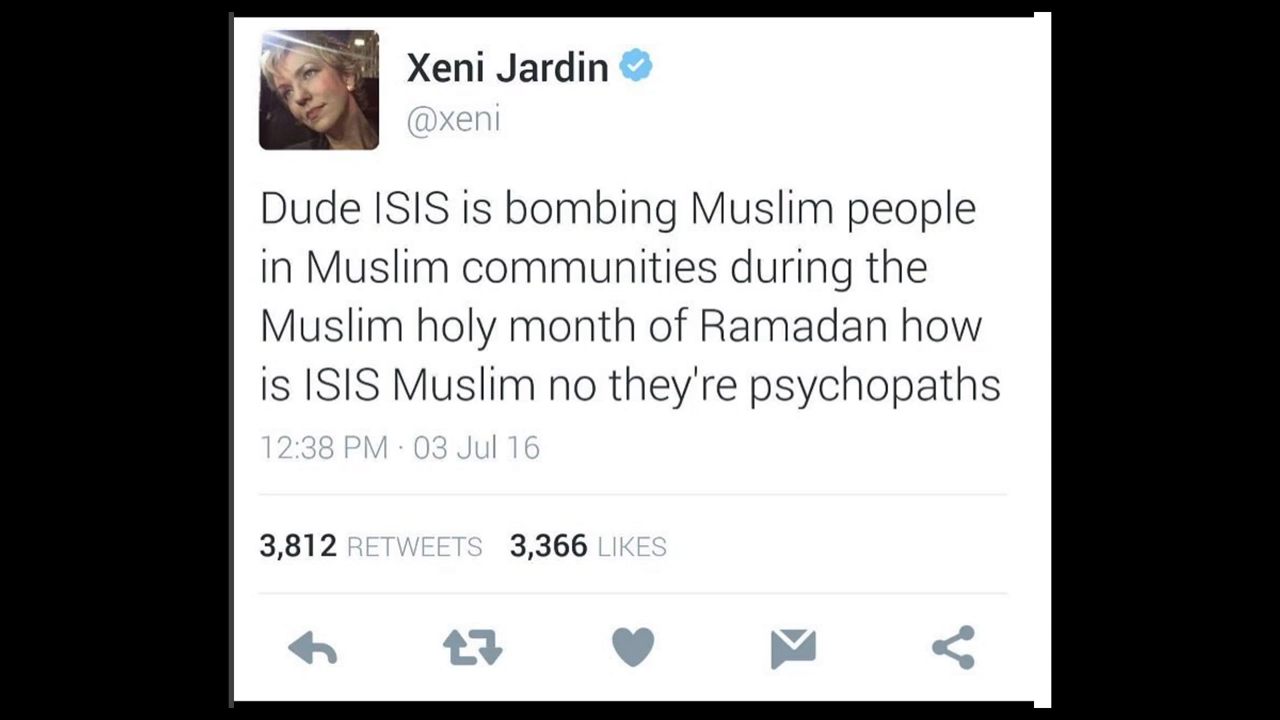 Xeni Jardin
@xeni
Dude ISIS is bombing Muslim people
in Muslim communities during the
Muslim holy month of Ramadan how
is ISIS Muslim no they're psychopaths
12:38 PM · 03 Jul 16
3,812 RETWEETS 3,366 LIKES